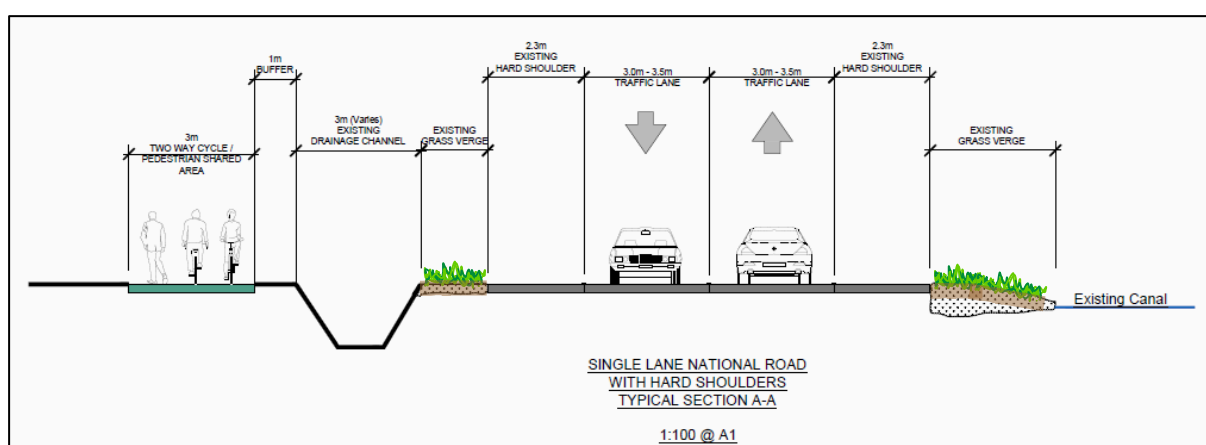 1m
BUFFER
2.3m
EXISTING
HARD SHOULDER
3.0m - 3.5m
TRAFFIC LANE
3.0m - 3.5m
TRAFFIC LANE
2.3m
EXISTING
HARD SHOULDER
3m
TWO WAY CYCLE /
PEDESTRIAN SHARED
AREA
3m (Varies)
EXISTING
DRAINAGE CHANNEL
EXISTING
GRASS VERGE
EXISTING
GRASS VERGE
Existing Canal
SINGLE LANE NATIONAL ROAD
WITH HARD SHOULDERS
TYPICAL SECTION A-A
1:100 @ A1